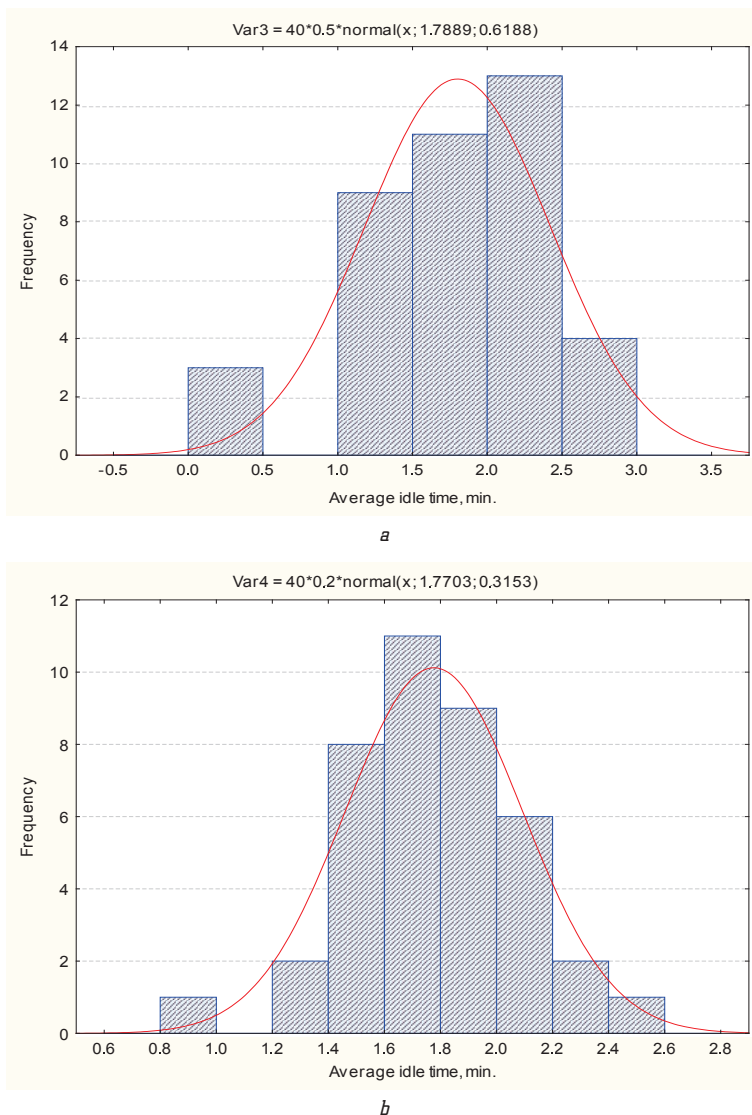 Var3 = 40*0.5*normal(x; 1.7889; 0.6188)
14
12
10
8
6
4
2
0
Frequency
-0.5 0.0 0.5 1.0 1.5 2.0 2.5 3.0 3.5
Average idle time, min.
a
Var4 = 40*0.2*normal(x; 1.7703; 0.3153)
12
10
8
6
4
2
0
Frequency
0.6 0.8 1.0 1.2 1.4 1.6 1.8 2.0 2.2 2.4 2.6 2.8
Average idle time, min.
b